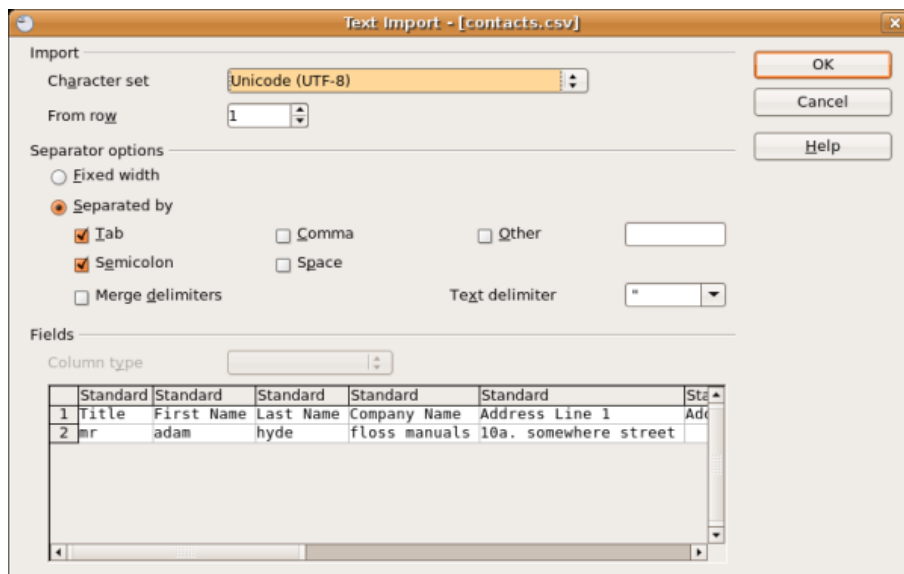 Text Import - [contacts.csv]
Import
Character set Unicode (UTF-8)
From row 1
OK
Cancel
Help
Separator options
Fixed width
Separated by
Tab Comma Other
Semicolon Space
Merge delimiters Text delimiter "
Fields
Column type
Standard Standard Standard Standard Standard Sta
1 Title First Name Last Name Company Name Address Line 1 Add
2 mr adam hyde floss manuals 10a. somewhere street